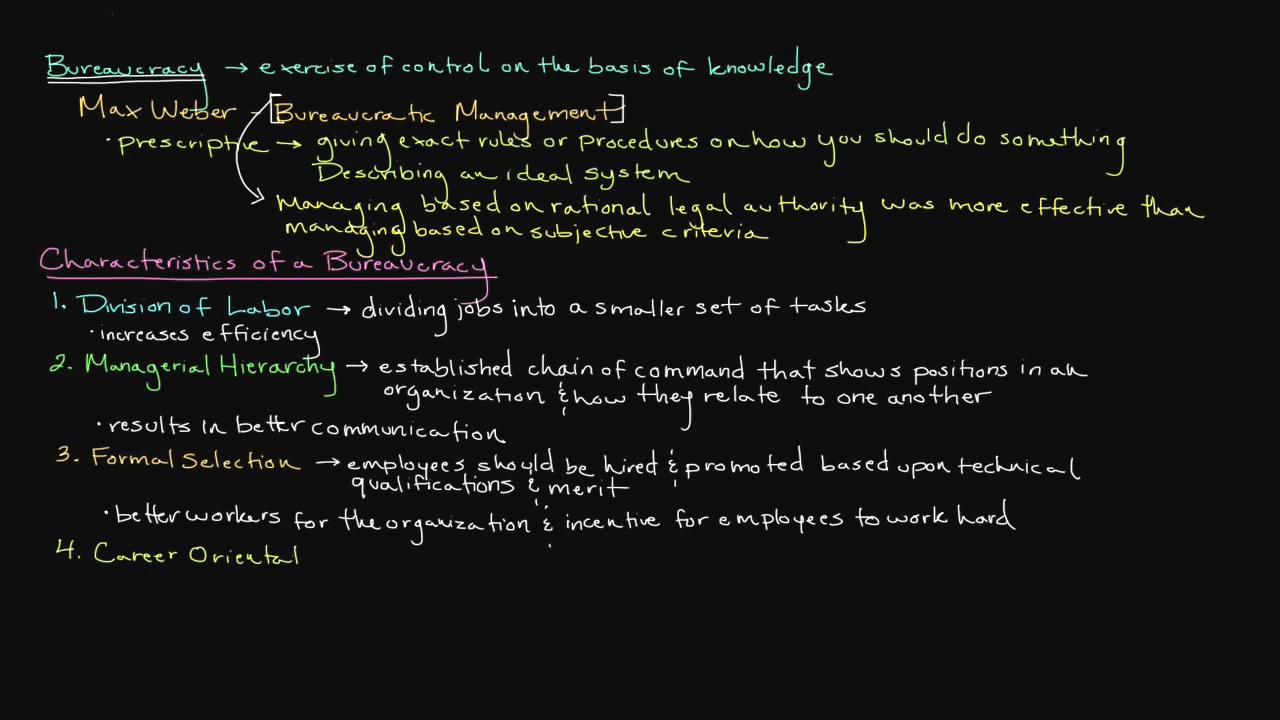 Bureaucracy → exercise of control on the basis of knowledge
Max Weber - [Bureaucratic Management]
· prescriptive → giving exact rules or procedures on how you should do something
Describing an ideal system
Managing based on rational legal authority was more effective than
managing based on subjective criteria
Characteristics of a Bureaucracy
1. Division of Labor → dividing jobs into a smaller set of tasks
· increases efficiency
2. Managerial Hierarchy → established chain of command that shows positions in an
organization & how they relate to one another
· results in better communication
3. Formal Selection → employees should be hired & promoted based upon technical
qualifications & merit
· better workers for the organization & incentive for employees to work hard
4. Career Oriental